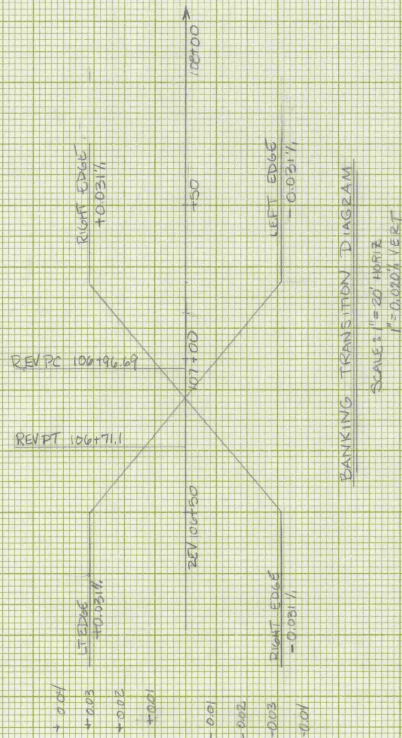 +0.04
+0.03
+0.02
+0.01
-0.01
-0.02
-0.03
-0.04
LT EDGE
+0.031%
RIGHT EDGE
-0.031%
REV 106+50
REV PT 106+71.1
REV PC 106+96.69
107+00
+50
108+00
RIGHT EDGE
+0.031%
LEFT EDGE
-0.031%
BANKING TRANSITION DIAGRAM
SCALE: 1"=20' HORIZ
1"=0.020% VERT